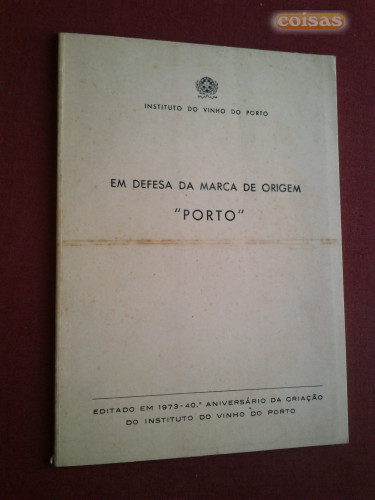 coisas
INSTITUTO DO VINHO DO PORTO
EM DEFESA DA MARCA DE ORIGEM
"PORTO"
EDITADO EM 1973-40.º ANIVERSÁRIO DA CRIAÇÃO
DO INSTITUTO DO VINHO DO PORTO